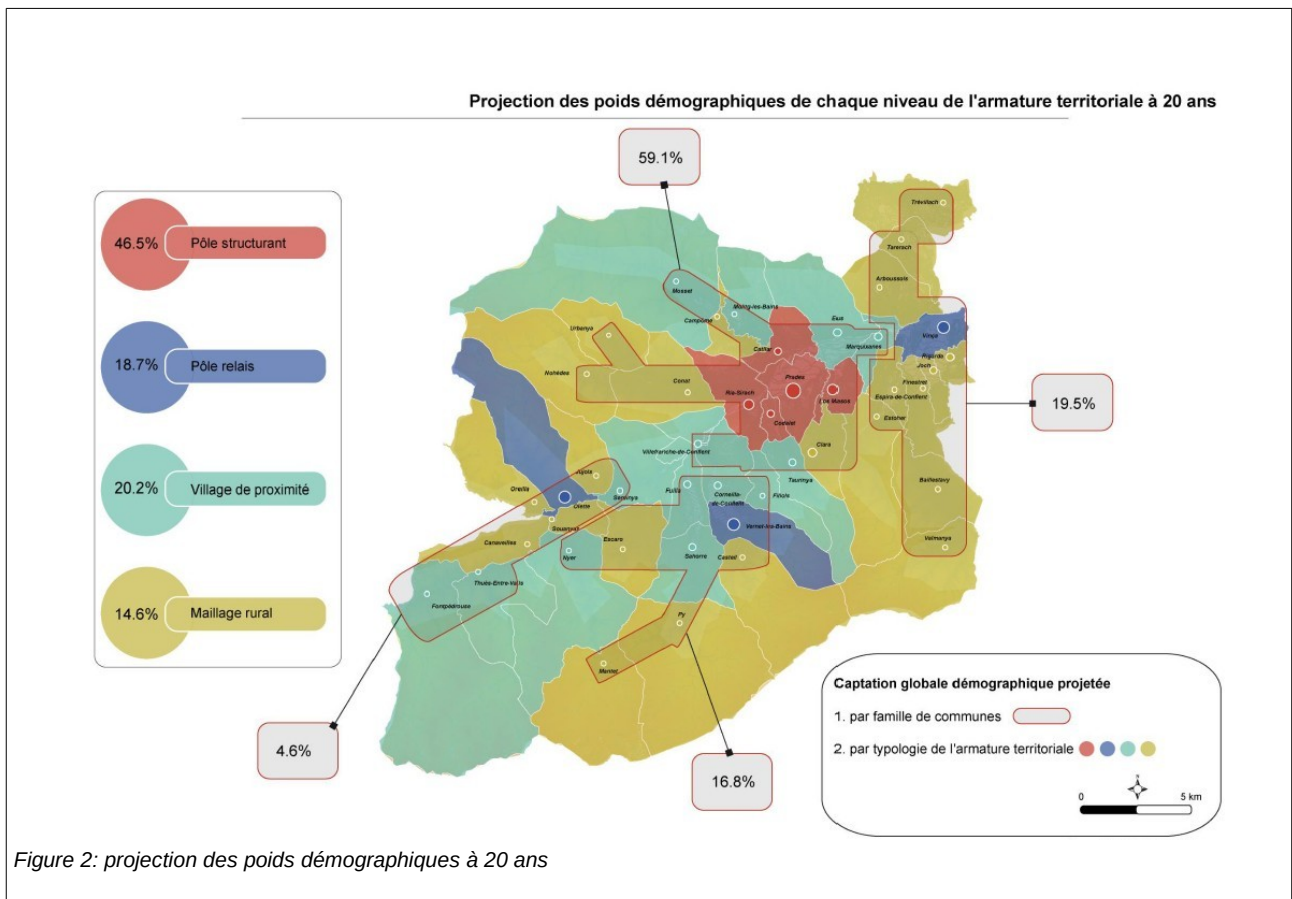 Projection des poids démographiques de chaque niveau de l'armature territoriale à 20 ans
59.1%
46.5% Pôle structurant
18.7% Pôle relais
20.2% Village de proximité
14.6% Maillage rural
Trévillach
Tarerach
Arboussols
Mosset
Molitg-les-Bains
Campôme
Eus
Marquixanes
Vinça
Urbanya
Catllar
Rigarda
Joch
Nohèdes
Conat
Prades
Ria-Sirach
Los Masos
Finestret
Espira-de-Conflent
Estoher
Codalet
Clara
Villefranche-de-Conflent
Taurinya
19.5%
Jujols
Serdinya
Fuilla
Corneilla-de-Conflent
Fillols
Baillestavy
Oreilla
Olette
Souanyas
Vernet-les-Bains
Valmanya
Canaveilles
Escaro
Nyer
Sahorre
Casteil
Thuès-Entre-Valls
Fontpédrouse
Py
Mantet
4.6%
16.8%
Captation globale démographique projetée
1. par famille de communes
2. par typologie de l'armature territoriale
N
0 5 km
Figure 2: projection des poids démographiques à 20 ans